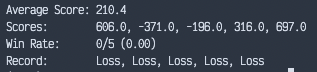 Average Score: 210.4
Scores:        606.0, -371.0, -196.0, 316.0, 697.0
Win Rate:      0/5 (0.00)
Record:        Loss, Loss, Loss, Loss, Loss